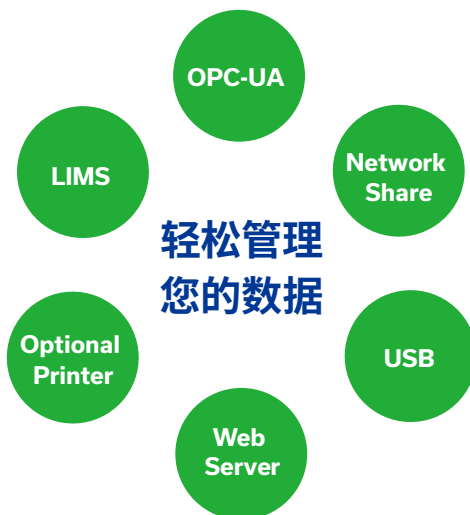 OPC-UA
LIMS
Network
Share
轻松管理
您的数据
Optional
Printer
USB
Web
Server